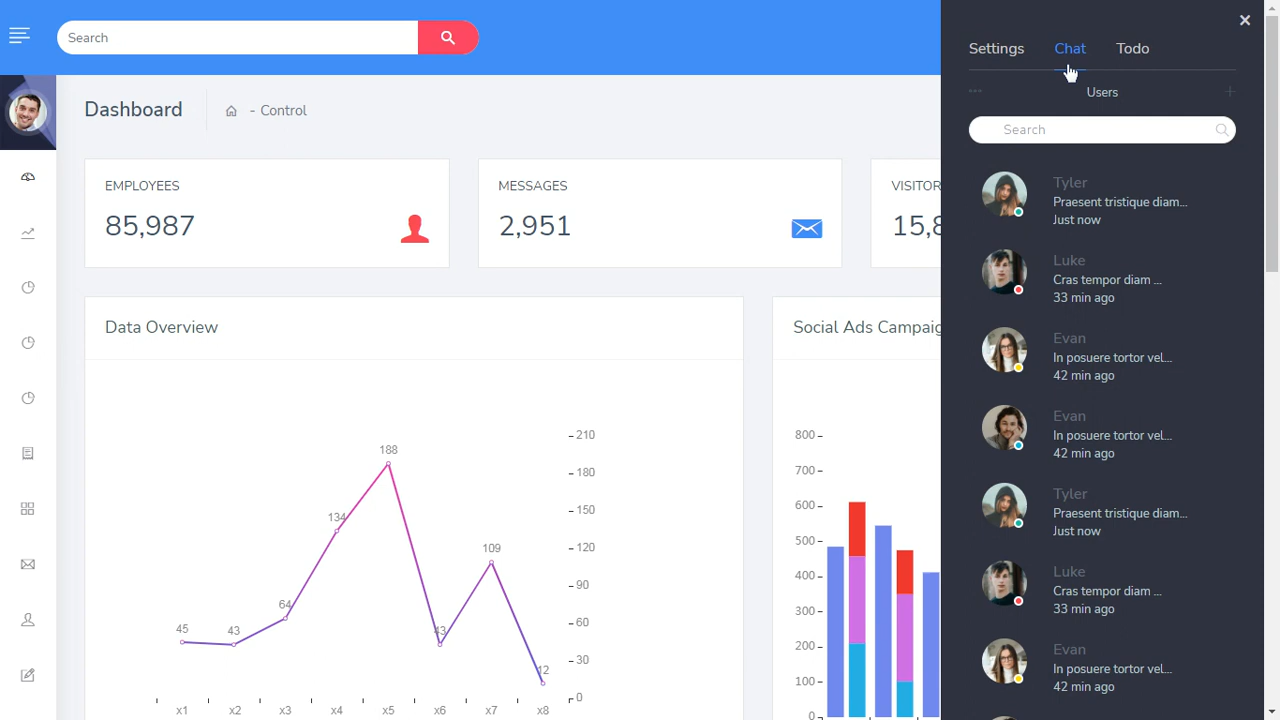 Search
Dashboard
- Control
EMPLOYEES
85,987
MESSAGES
2,951
VISITOR
15,8
Data Overview
210
180
150
120
90
60
30
0
45
43
64
134
188
43
109
12
x1 x2 x3 x4 x5 x6 x7 x8
Social Ads Campaig
800
700
600
500
400
300
200
100
0
×
Settings Chat Todo
Users
Search
Tyler
Praesent tristique diam...
Just now
Luke
Cras tempor diam ...
33 min ago
Evan
In posuere tortor vel...
42 min ago
Evan
In posuere tortor vel...
42 min ago
Tyler
Praesent tristique diam...
Just now
Luke
Cras tempor diam ...
33 min ago
Evan
In posuere tortor vel...
42 min ago